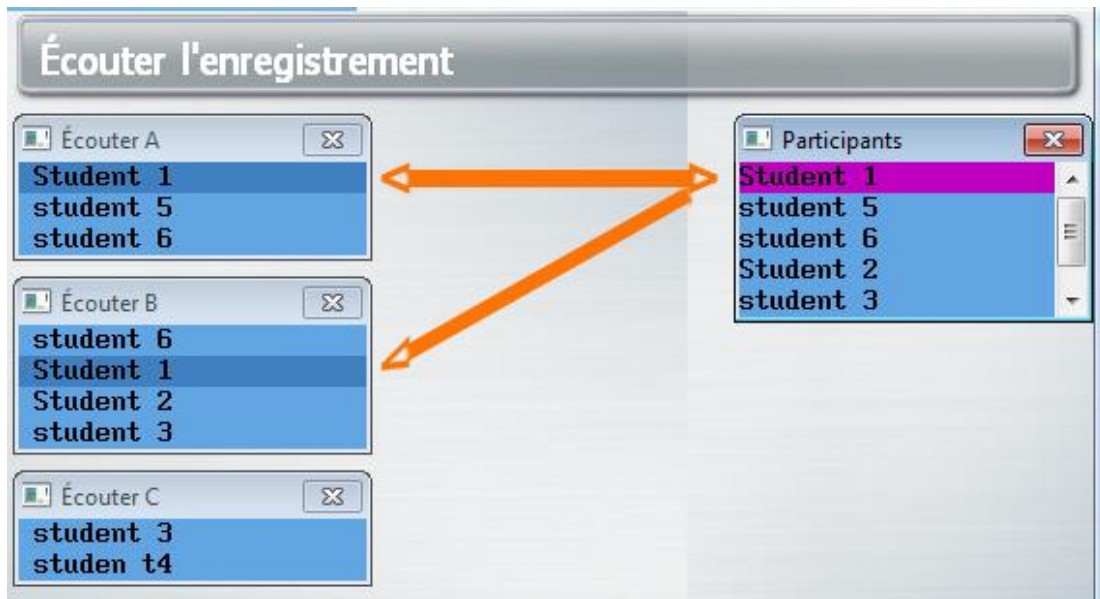 Écouter l'enregistrement
Écouter A
Student 1
student 5
student 6
Écouter B
student 6
Student 1
Student 2
student 3
Écouter C
student 3
studen t4
Participants
Student 1
student 5
student 6
Student 2
student 3